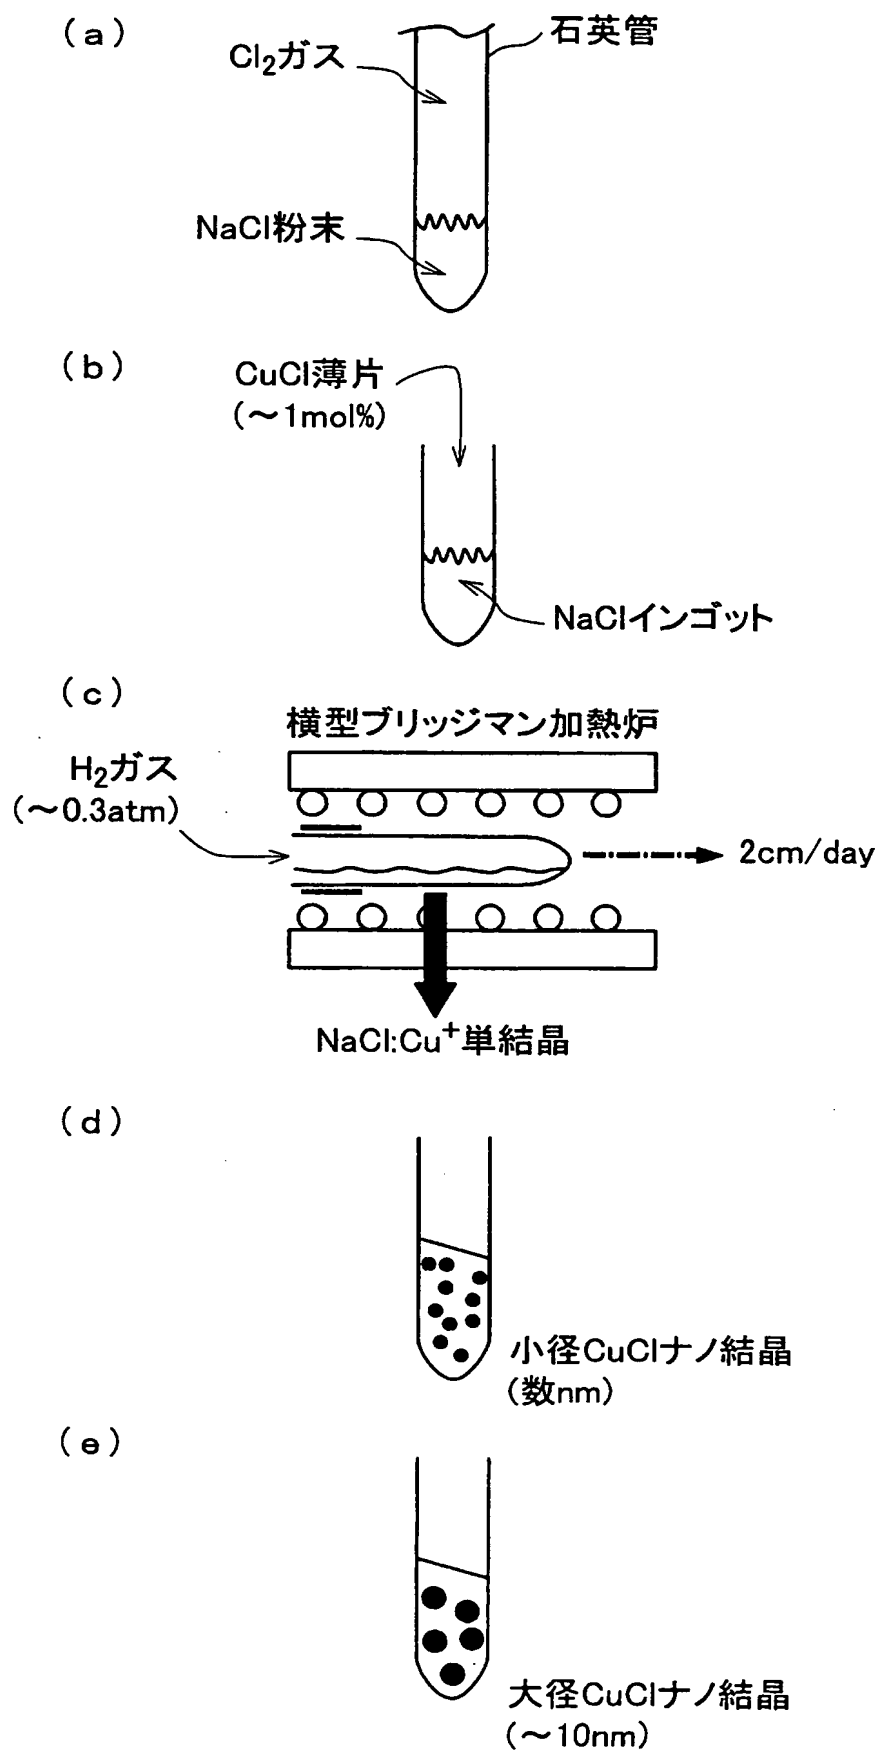 (a)
石英管
Cl₂ガス
NaCl粉末
(b)
CuCl薄片
(～1mol%)
NaClインゴット
(c)
横型ブリッジマン加熱炉
H₂ガス
(～0.3atm)
2cm/day
NaCl:Cu⁺単結晶
(d)
小径CuClナノ結晶
(数nm)
(e)
大径CuClナノ結晶
(～10nm)